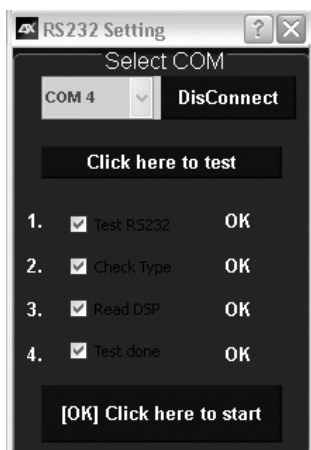 RS232 Setting
Select COM
COM 4 DisConnect
Click here to test
1. Test RS232 OK
2. Check Type OK
3. Read DSP OK
4. Test done OK
[OK] Click here to start